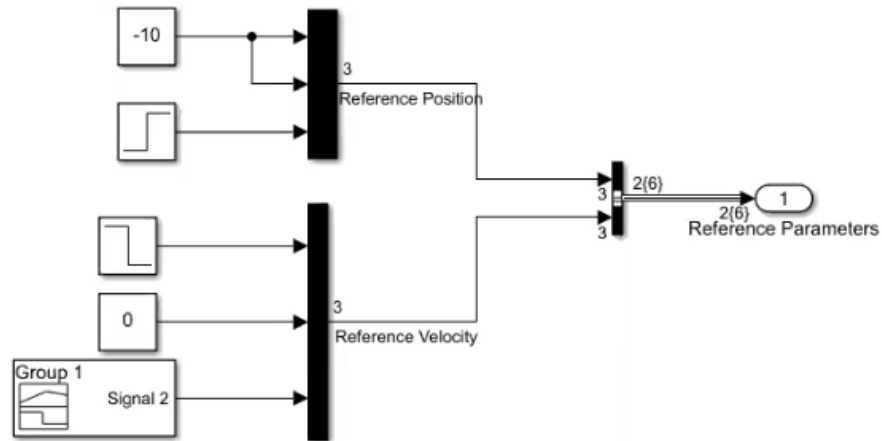 -10
3
Reference Position
3
2{6}
1
2{6}
3
Reference Parameters
0
3
Reference Velocity
Group 1
Signal 2